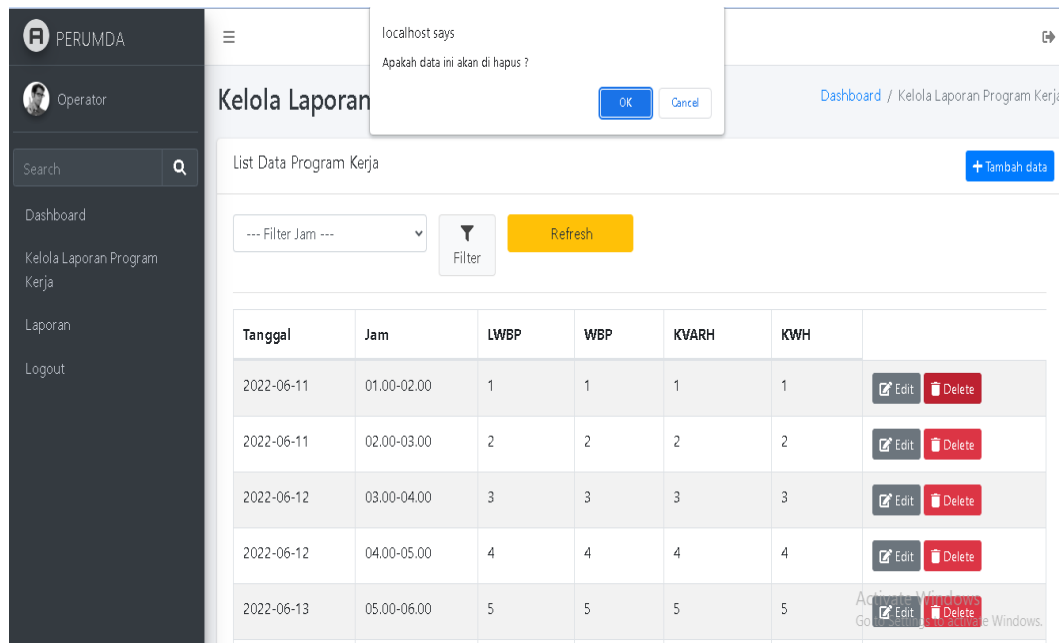 PERUMDA
Operator
Search
Dashboard
Kelola Laporan Program
Kerja
Laporan
Logout
localhost says
Apakah data ini akan di hapus ?
OK
Cancel
Kelola Laporan
Dashboard / Kelola Laporan Program Kerja
List Data Program Kerja
+ Tambah data
--- Filter Jam ---
Filter
Refresh
Tanggal Jam LWBP WBP KVARH KWH
2022-06-11 01.00-02.00 1 1 1 1 Edit Delete
2022-06-11 02.00-03.00 2 2 2 2 Edit Delete
2022-06-12 03.00-04.00 3 3 3 3 Edit Delete
2022-06-12 04.00-05.00 4 4 4 4 Edit Delete
2022-06-13 05.00-06.00 5 5 5 5 Edit Delete
Activate Windows
Go to Settings to activate Windows.